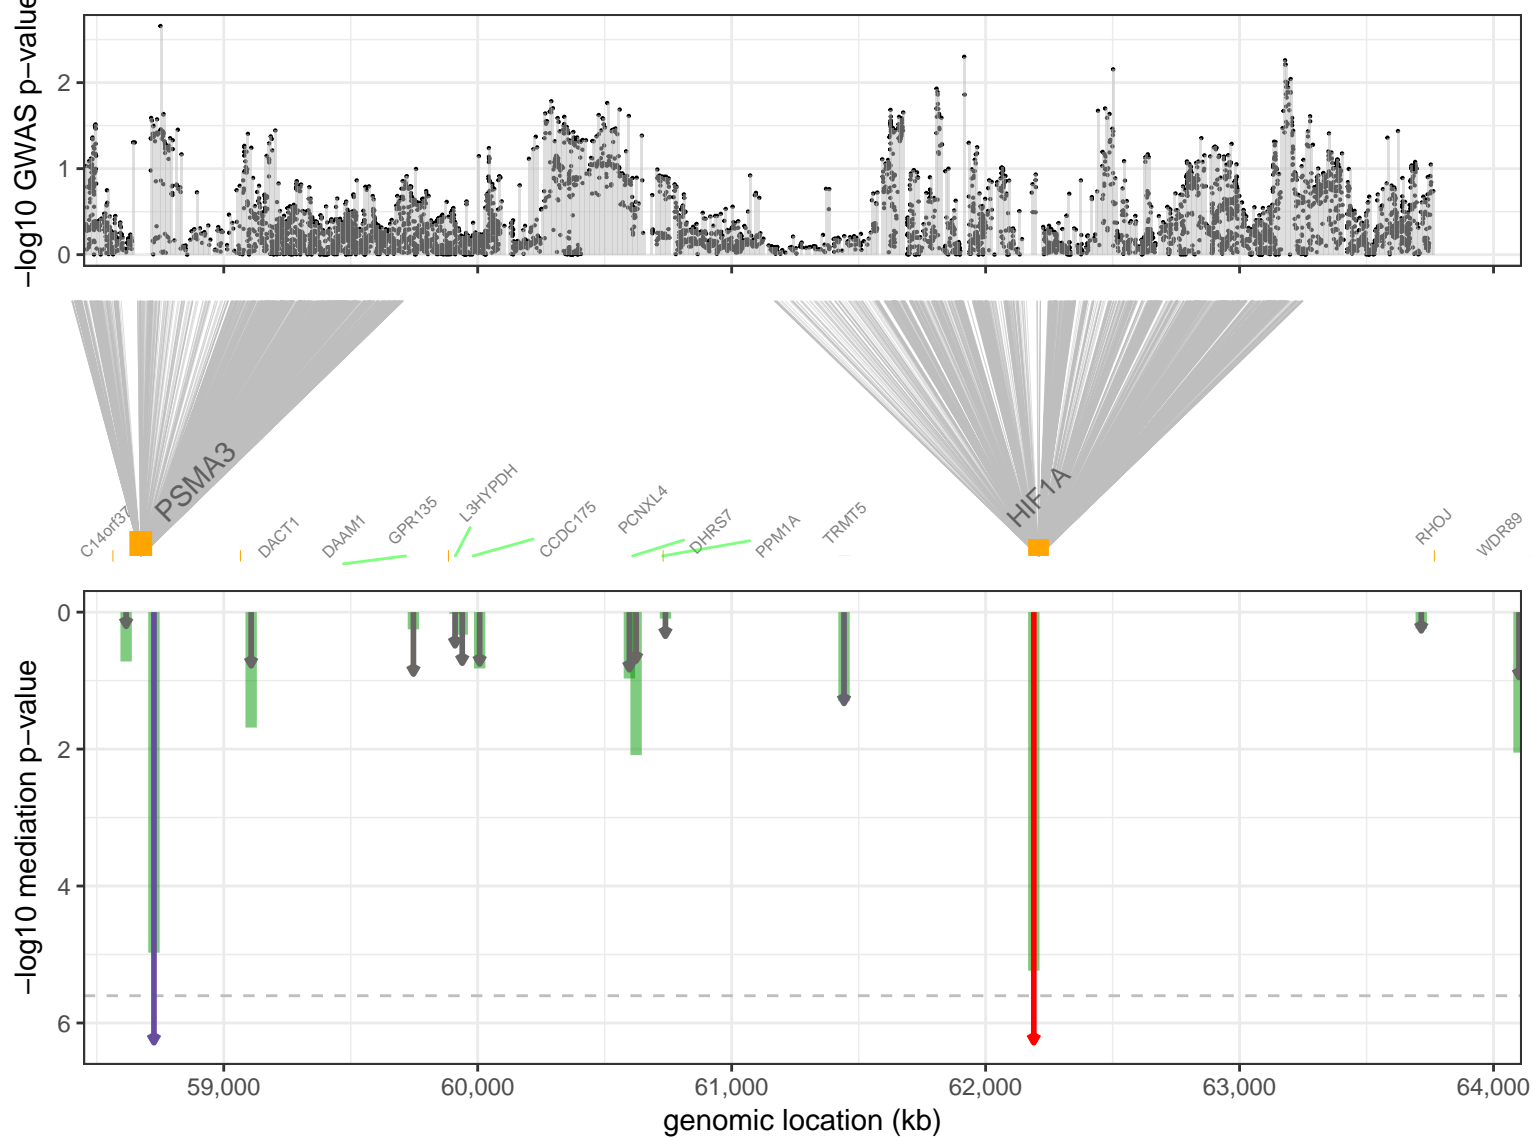 −log10 GWAS p−value
2
1
0
PSMA3
HIF1A
C14orf37
DACT1
DAAM1
GPR135
L3HYPDH
CCDC175
PCNXL4
DHRS7
PPM1A
TRMT5
RHOJ
WDR89
−log10 mediation p−value
0
2
4
6
59,000
60,000
61,000
62,000
63,000
64,000
genomic location (kb)